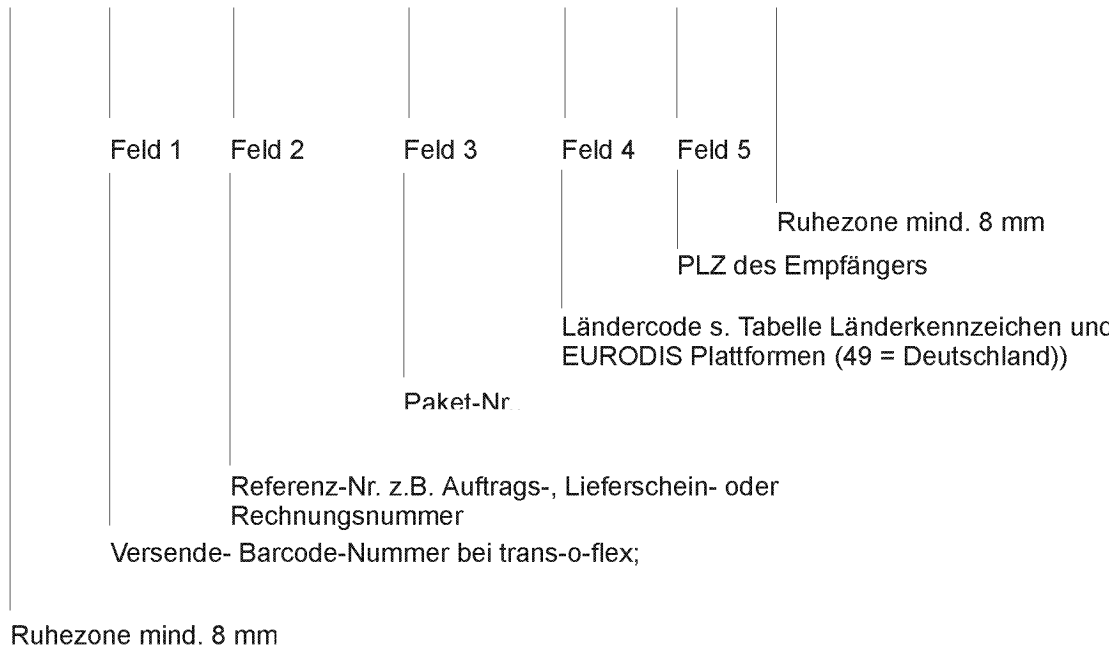 Feld 1 Feld 2 Feld 3 Feld 4 Feld 5
Ruhezone mind. 8 mm
PLZ des Empfängers
Ländercode s. Tabelle Länderkennzeichen und
EURODIS Plattformen (49 = Deutschland))
Paket-Nr.
Referenz-Nr. z.B. Auftrags-, Lieferschein- oder
Rechnungsnummer
Versende- Barcode-Nummer bei trans-o-flex;
Ruhezone mind. 8 mm